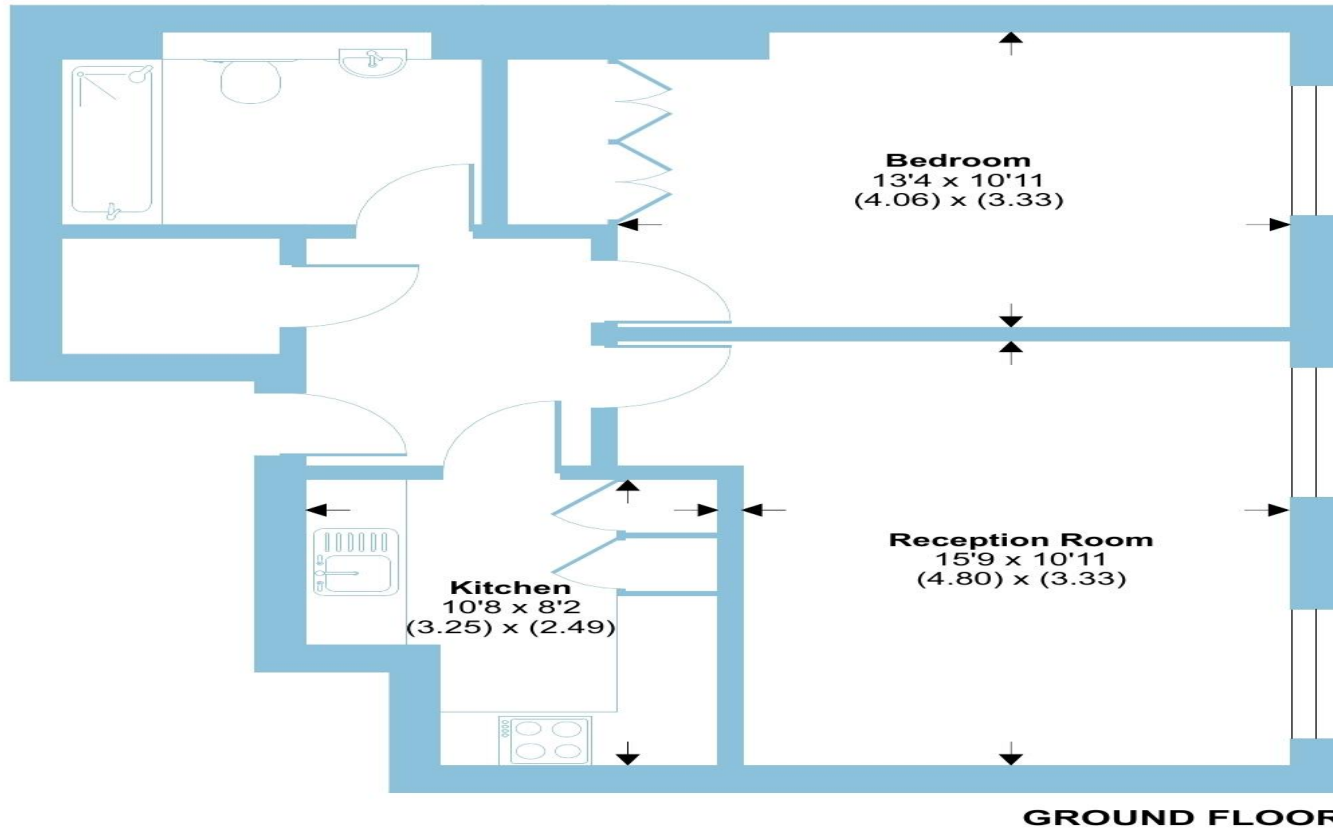 Bedroom
13'4 x 10'11
(4.06) x (3.33)
Reception Room
15'9 x 10'11
(4.80) x (3.33)
Kitchen
10'8 x 8'2
(3.25) x (2.49)
GROUND FLOOR